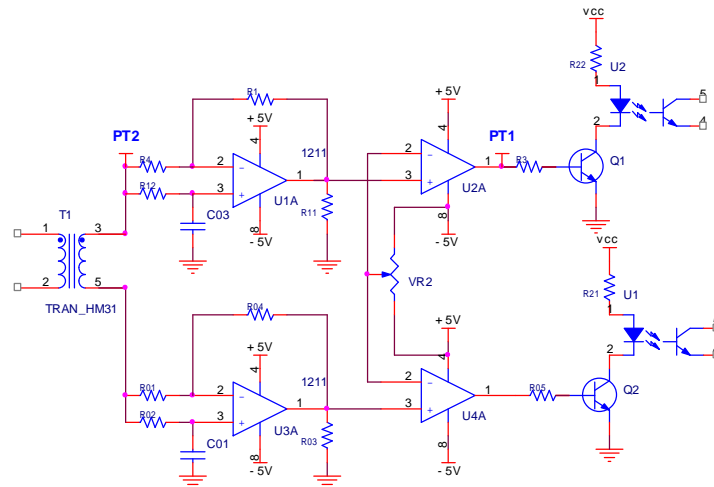 vcc
R22
1
U2
2
5
4
Q1
PT2
R1
+5V
4
1211
R4
2
R12
3
1
U1A
8
-5V
C03
R11
+5V
4
PT1
2
3
1
R3
U2A
8
-5V
T1
1
3
2
5
TRAN_HM31
VR2
vcc
R21
1
U1
2
Q2
R04
+5V
4
1211
R01
2
R02
3
1
U3A
8
-5V
C01
R03
+5V
4
2
3
1
R05
U4A
8
-5V